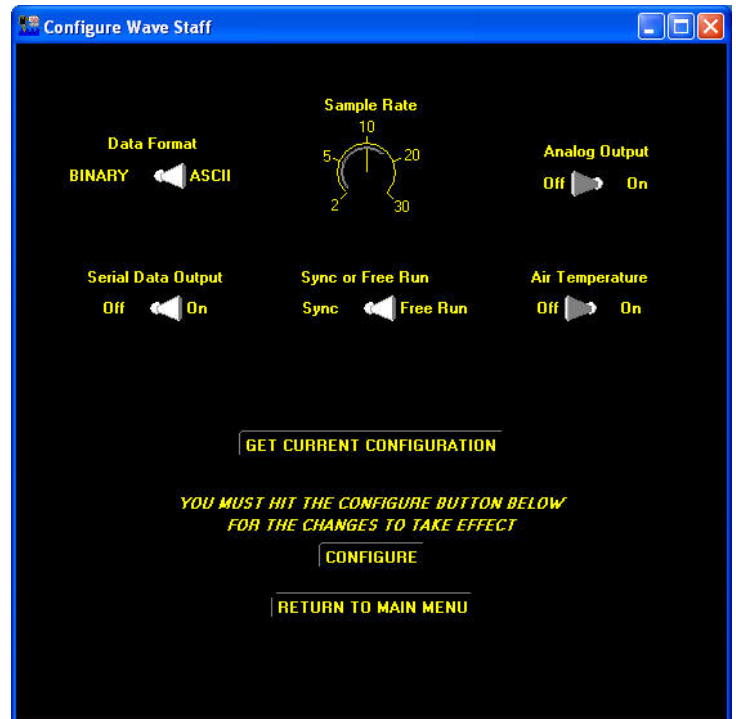 Configure Wave Staff
Sample Rate
10
5 20
2 30
Data Format
BINARY ASCII
Analog Output
Off On
Serial Data Output
Off On
Sync or Free Run
Sync Free Run
Air Temperature
Off On
GET CURRENT CONFIGURATION
YOU MUST HIT THE CONFIGURE BUTTON BELOW
FOR THE CHANGES TO TAKE EFFECT
CONFIGURE
RETURN TO MAIN MENU